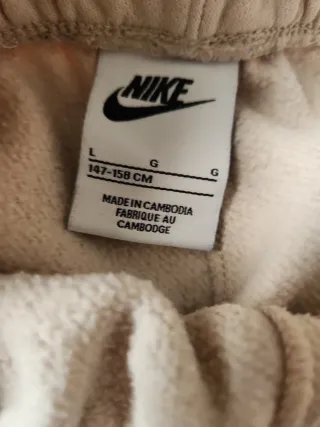 NIKE
L G G
147-158 CM
MADE IN CAMBODIA
FABRIQUE AU
CAMBODGE